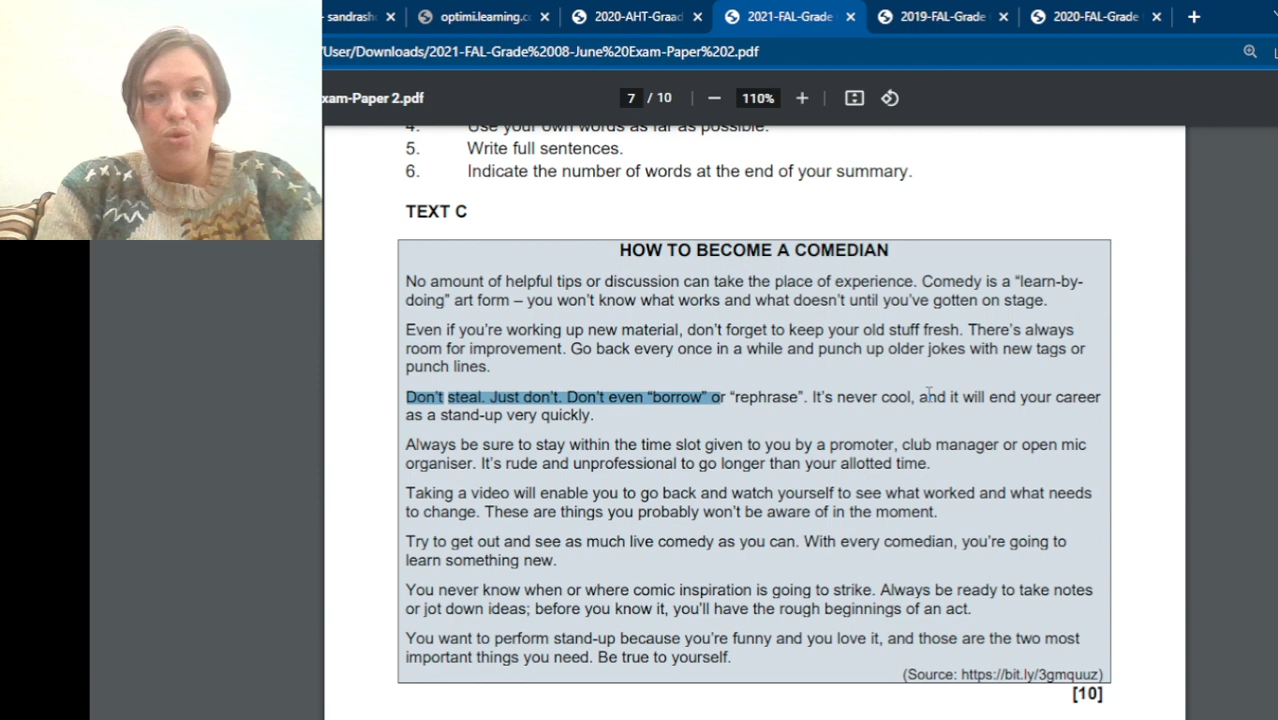 - sandrash
optimi.learning.c
2020-AHT-Graad
2021-FAL-Grade
2019-FAL-Grade
2020-FAL-Grade
/User/Downloads/2021-FAL-Grade%2008-June%20Exam-Paper%202.pdf
xam-Paper 2.pdf
7 / 10
110%
4. Use your own words as far as possible.
5. Write full sentences.
6. Indicate the number of words at the end of your summary.
TEXT C
HOW TO BECOME A COMEDIAN
No amount of helpful tips or discussion can take the place of experience. Comedy is a “learn-by-
doing” art form – you won’t know what works and what doesn’t until you’ve gotten on stage.
Even if you’re working up new material, don’t forget to keep your old stuff fresh. There’s always
room for improvement. Go back every once in a while and punch up older jokes with new tags or
punch lines.
Don’t steal. Just don’t. Don’t even “borrow” or “rephrase”. It’s never cool, and it will end your career
as a stand-up very quickly.
Always be sure to stay within the time slot given to you by a promoter, club manager or open mic
organiser. It’s rude and unprofessional to go longer than your allotted time.
Taking a video will enable you to go back and watch yourself to see what worked and what needs
to change. These are things you probably won’t be aware of in the moment.
Try to get out and see as much live comedy as you can. With every comedian, you’re going to
learn something new.
You never know when or where comic inspiration is going to strike. Always be ready to take notes
or jot down ideas; before you know it, you’ll have the rough beginnings of an act.
You want to perform stand-up because you’re funny and you love it, and those are the two most
important things you need. Be true to yourself.
(Source: https://bit.ly/3gmquuz)
[10]